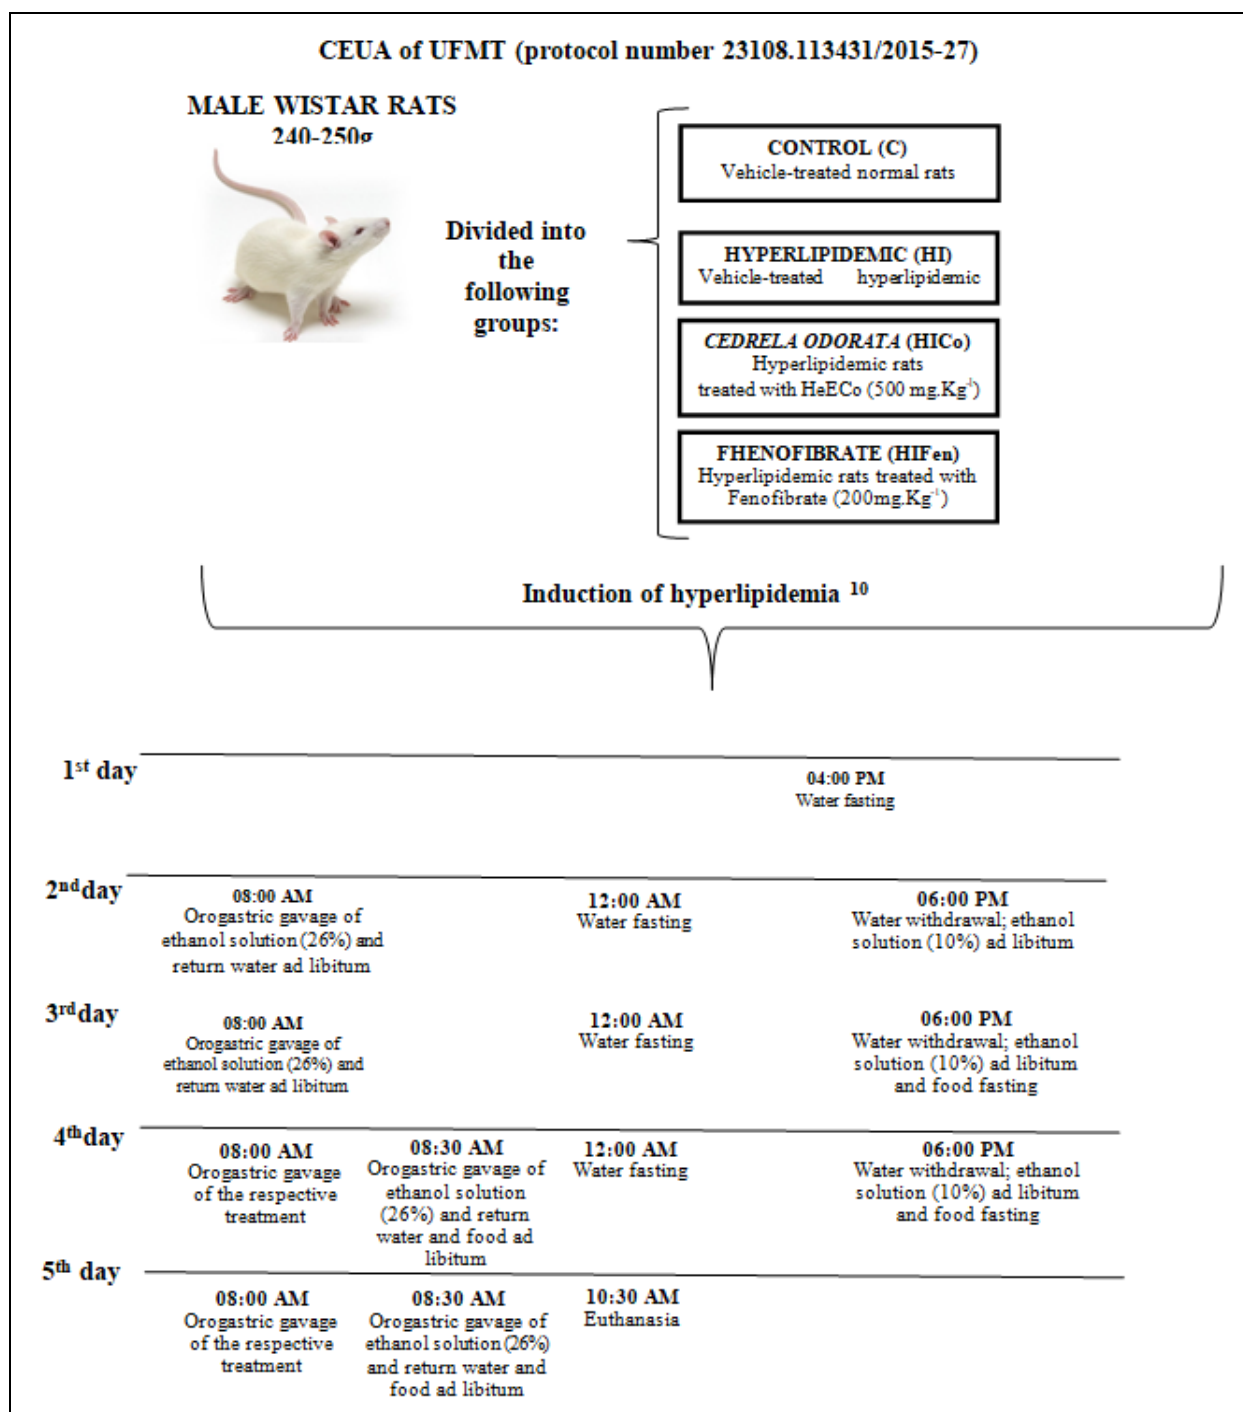 CEUA of UFMT (protocol number 23108.113431/2015-27)
MALE WISTAR RATS
240-250g
Divided into
the
following
groups:
CONTROL (C)
Vehicle-treated normal rats
HYPERLIPIDEMIC (HI)
Vehicle-treated hyperlipidemic
CEDRELA ODORATA (HICo)
Hyperlipidemic rats
treated with HeECo (500 mg.Kg⁻¹)
FHENOFIBRATE (HIFen)
Hyperlipidemic rats treated with
Fenofibrate (200mg.Kg⁻¹)
Induction of hyperlipidemia ¹⁰
1st day
04:00 PM
Water fasting
2nd day
08:00 AM
Orogastric gavage of
ethanol solution (26%) and
return water ad libitum
12:00 AM
Water fasting
06:00 PM
Water withdrawal; ethanol
solution (10%) ad libitum
3rd day
08:00 AM
Orogastric gavage of
ethanol solution (26%) and
return water ad libitum
12:00 AM
Water fasting
06:00 PM
Water withdrawal; ethanol
solution (10%) ad libitum
and food fasting
4th day
08:00 AM
Orogastric gavage
of the respective
treatment
08:30 AM
Orogastric gavage of
ethanol solution
(26%) and return
water and food ad
libitum
12:00 AM
Water fasting
06:00 PM
Water withdrawal; ethanol
solution (10%) ad libitum
and food fasting
5th day
08:00 AM
Orogastric gavage
of the respective
treatment
08:30 AM
Orogastric gavage of
ethanol solution (26%)
and return water and
food ad libitum
10:30 AM
Euthanasia